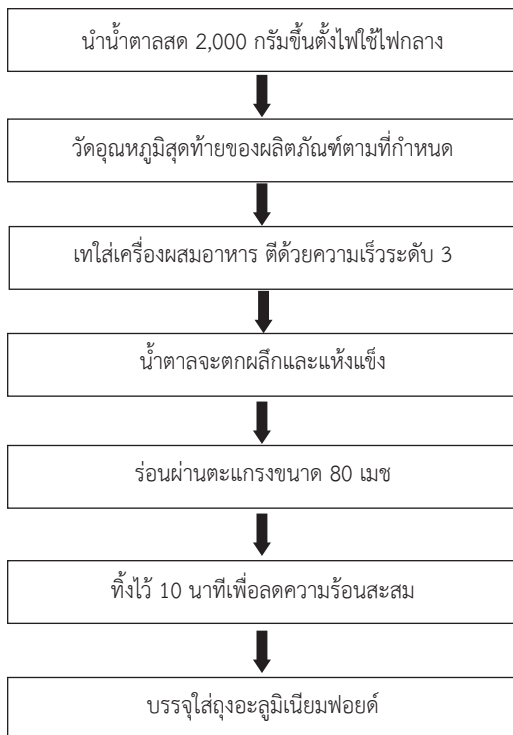 นำน้ำตาลสด 2,000 กรัมขึ้นตั้งไฟใช้ไฟกลาง
วัดอุณหภูมิสุดท้ายของผลิตภัณฑ์ตามที่กำหนด
เทใส่เครื่องผสมอาหาร ตีด้วยความเร็วระดับ 3
น้ำตาลจะตกผลึกและแห้งแข็ง
ร่อนผ่านตะแกรงขนาด 80 เมช
ทิ้งไว้ 10 นาทีเพื่อลดความร้อนสะสม
บรรจุใส่ถุงอะลูมิเนียมฟอยด์